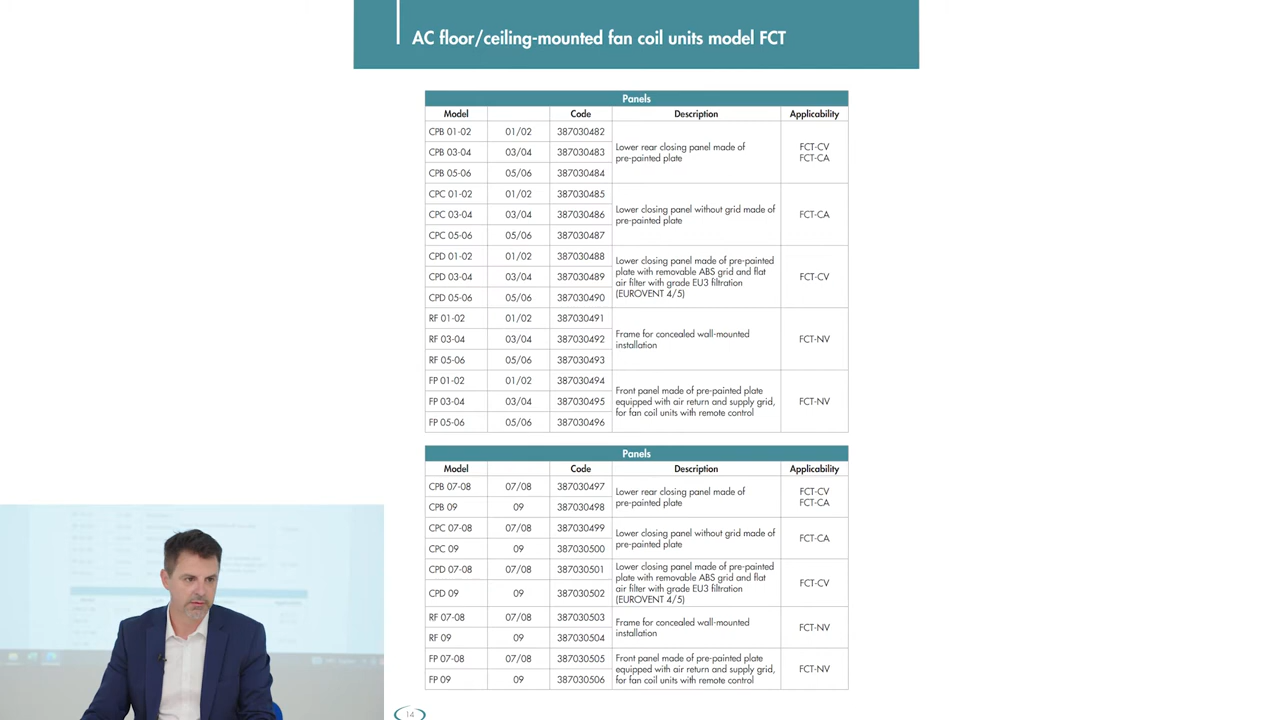 AC floor/ceiling-mounted fan coil units model FCT
Panels
Model Code Description Applicability
CPB 01-02 01/02 387030482
CPB 03-04 03/04 387030483
CPB 05-06 05/06 387030484
Lower rear closing panel made of
pre-painted plate
FCT-CV
FCT-CA
CPC 01-02 01/02 387030485
CPC 03-04 03/04 387030486
CPC 05-06 05/06 387030487
Lower closing panel without grid made of
pre-painted plate
FCT-CA
CPD 01-02 01/02 387030488
CPD 03-04 03/04 387030489
CPD 05-06 05/06 387030490
Lower closing panel made of pre-painted
plate with removable ABS grid and flat
air filter with grade EU3 filtration
(EUROVENT 4/5)
FCT-CV
RF 01-02 01/02 387030491
RF 03-04 03/04 387030492
RF 05-06 05/06 387030493
Frame for concealed wall-mounted
installation
FCT-NV
FP 01-02 01/02 387030494
FP 03-04 03/04 387030495
FP 05-06 05/06 387030496
Front panel made of pre-painted plate
equipped with air return and supply grid,
for fan coil units with remote control
FCT-NV
Panels
Model Code Description Applicability
CPB 07-08 07/08 387030497
CPB 09 09 387030498
Lower rear closing panel made of
pre-painted plate
FCT-CV
FCT-CA
CPC 07-08 07/08 387030499
CPC 09 09 387030500
Lower closing panel without grid made of
pre-painted plate
FCT-CA
CPD 07-08 07/08 387030501
CPD 09 09 387030502
Lower closing panel made of pre-painted
plate with removable ABS grid and flat
air filter with grade EU3 filtration
(EUROVENT 4/5)
FCT-CV
RF 07-08 07/08 387030503
RF 09 09 387030504
Frame for concealed wall-mounted
installation
FCT-NV
FP 07-08 07/08 387030505
FP 09 09 387030506
Front panel made of pre-painted plate
equipped with air return and supply grid,
for fan coil units with remote control
FCT-NV
14